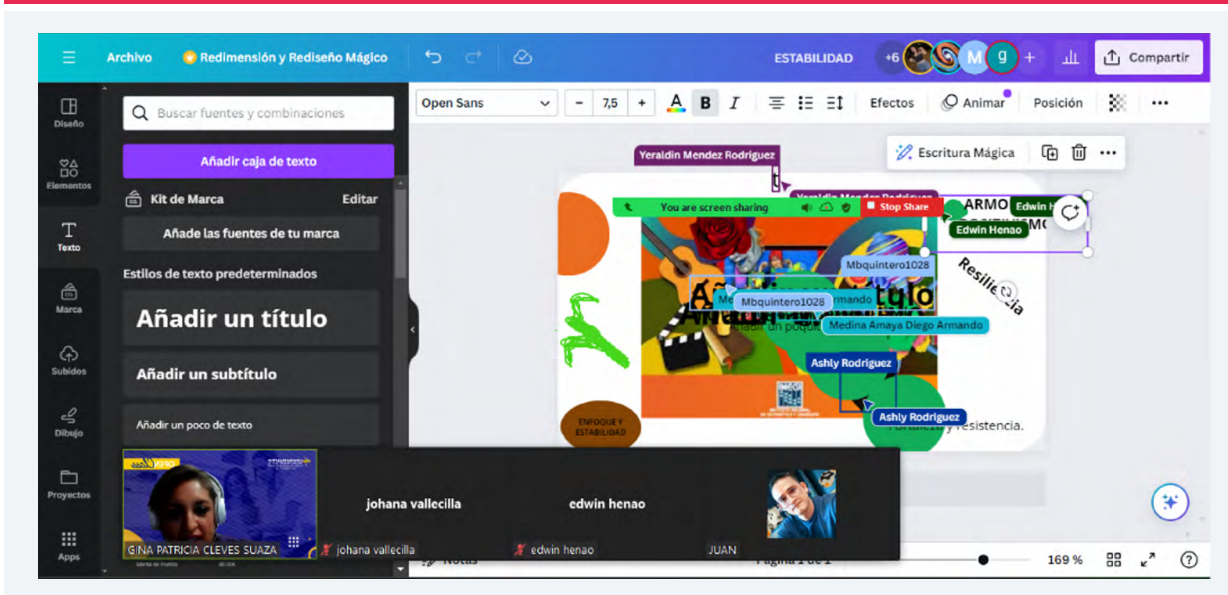 Archivo
Redimensión y Rediseño Mágico
ESTABILIDAD
+6
M
g
+
Compartir
Diseño
Elementos
T
Texto
Marca
Subidos
Dibujo
Proyectos
Apps
Buscar fuentes y combinaciones
Añadir caja de texto
Kit de Marca Editar
Añade las fuentes de tu marca
Estilos de texto predeterminados
Añadir un título
Añadir un subtítulo
Añadir un poco de texto
Open Sans
- 7,5 +
A B I
Efectos
Animar
Posición
Escritura Mágica
Yeraldin Mendez Rodriguez
t
You are screen sharing
Stop Share
ARMO
Edwin H
Edwin Henao
Resiliencia
Mbquintero1028
Mbquintero1028
Medina Amaya Diego Armando
Ashly Rodriguez
Ashly Rodriguez
ENFOQUE Y
ESTABILIDAD
y resistencia.
OPEN Class
GINA PATRICIA CLEVES SUAZA
johana vallecilla
johana vallecilla
edwin henao
edwin henao
JUAN
Notas
Página 1 de 1
169 %